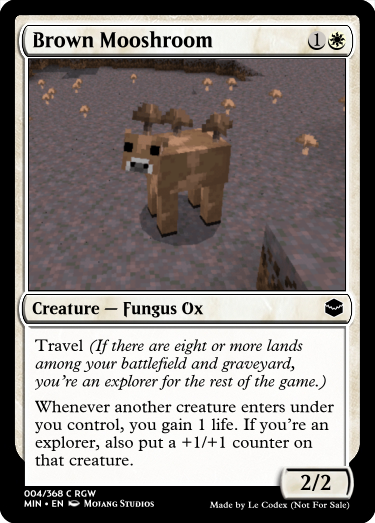 Brown Mooshroom
1
Creature — Fungus Ox
Travel (If there are eight or more lands
among your battlefield and graveyard,
you're an explorer for the rest of the game.)
Whenever another creature enters under
you control, you gain 1 life. If you're an
explorer, also put a +1/+1 counter on
that creature.
2/2
004/368 C RGW
MIN • EN Mojang Studios
Made by Le Codex (Not For Sale)